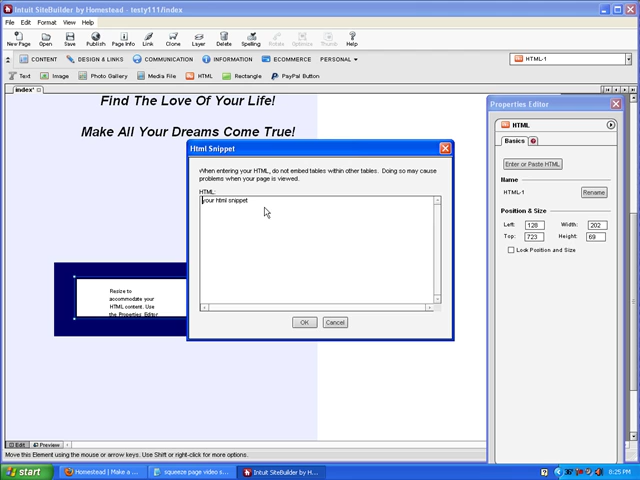 Intuit SiteBuilder by Homestead - testy111/index
File Edit Format View Help
New Page Open Save Publish Page Info Link Clone Layer Delete Spelling Rotate Optimize Thumb Help
CONTENT DESIGN & LINKS COMMUNICATION INFORMATION ECOMMERCE PERSONAL HTML-1
Text Image Photo Gallery Media File HTML Rectangle PayPal Button
index*
Find The Love Of Your Life!
Make All Your Dreams Come True!
Resize to
accommodate your
HTML content. Use
the Properties Editor
Html Snippet
When entering your HTML, do not embed tables within other tables. Doing so may cause
problems when your page is viewed.
HTML:
your html snippet
OK Cancel
Properties Editor
HTML
Basics
Enter or Paste HTML
Name
HTML-1 Rename
Position & Size
Left: 128 Width: 202
Top: 723 Height: 69
Lock Position and Size
Edit Preview
Move this Element using the mouse or arrow keys. Use Shift or right-click for more options.
start Homestead | Make a ... squeeze page video s... Intuit SiteBuilder by H... 8:25 PM